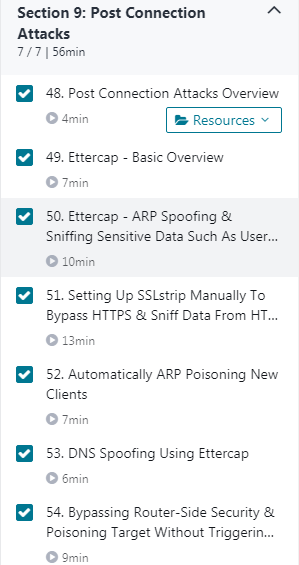 Section 9: Post Connection
Attacks
7 / 7 | 56min
48. Post Connection Attacks Overview
4min
Resources
49. Ettercap - Basic Overview
7min
50. Ettercap - ARP Spoofing &
Sniffing Sensitive Data Such As User...
10min
51. Setting Up SSLstrip Manually To
Bypass HTTPS & Sniff Data From HT...
13min
52. Automatically ARP Poisoning New
Clients
7min
53. DNS Spoofing Using Ettercap
6min
54. Bypassing Router-Side Security &
Poisoning Target Without Triggerin...
9min